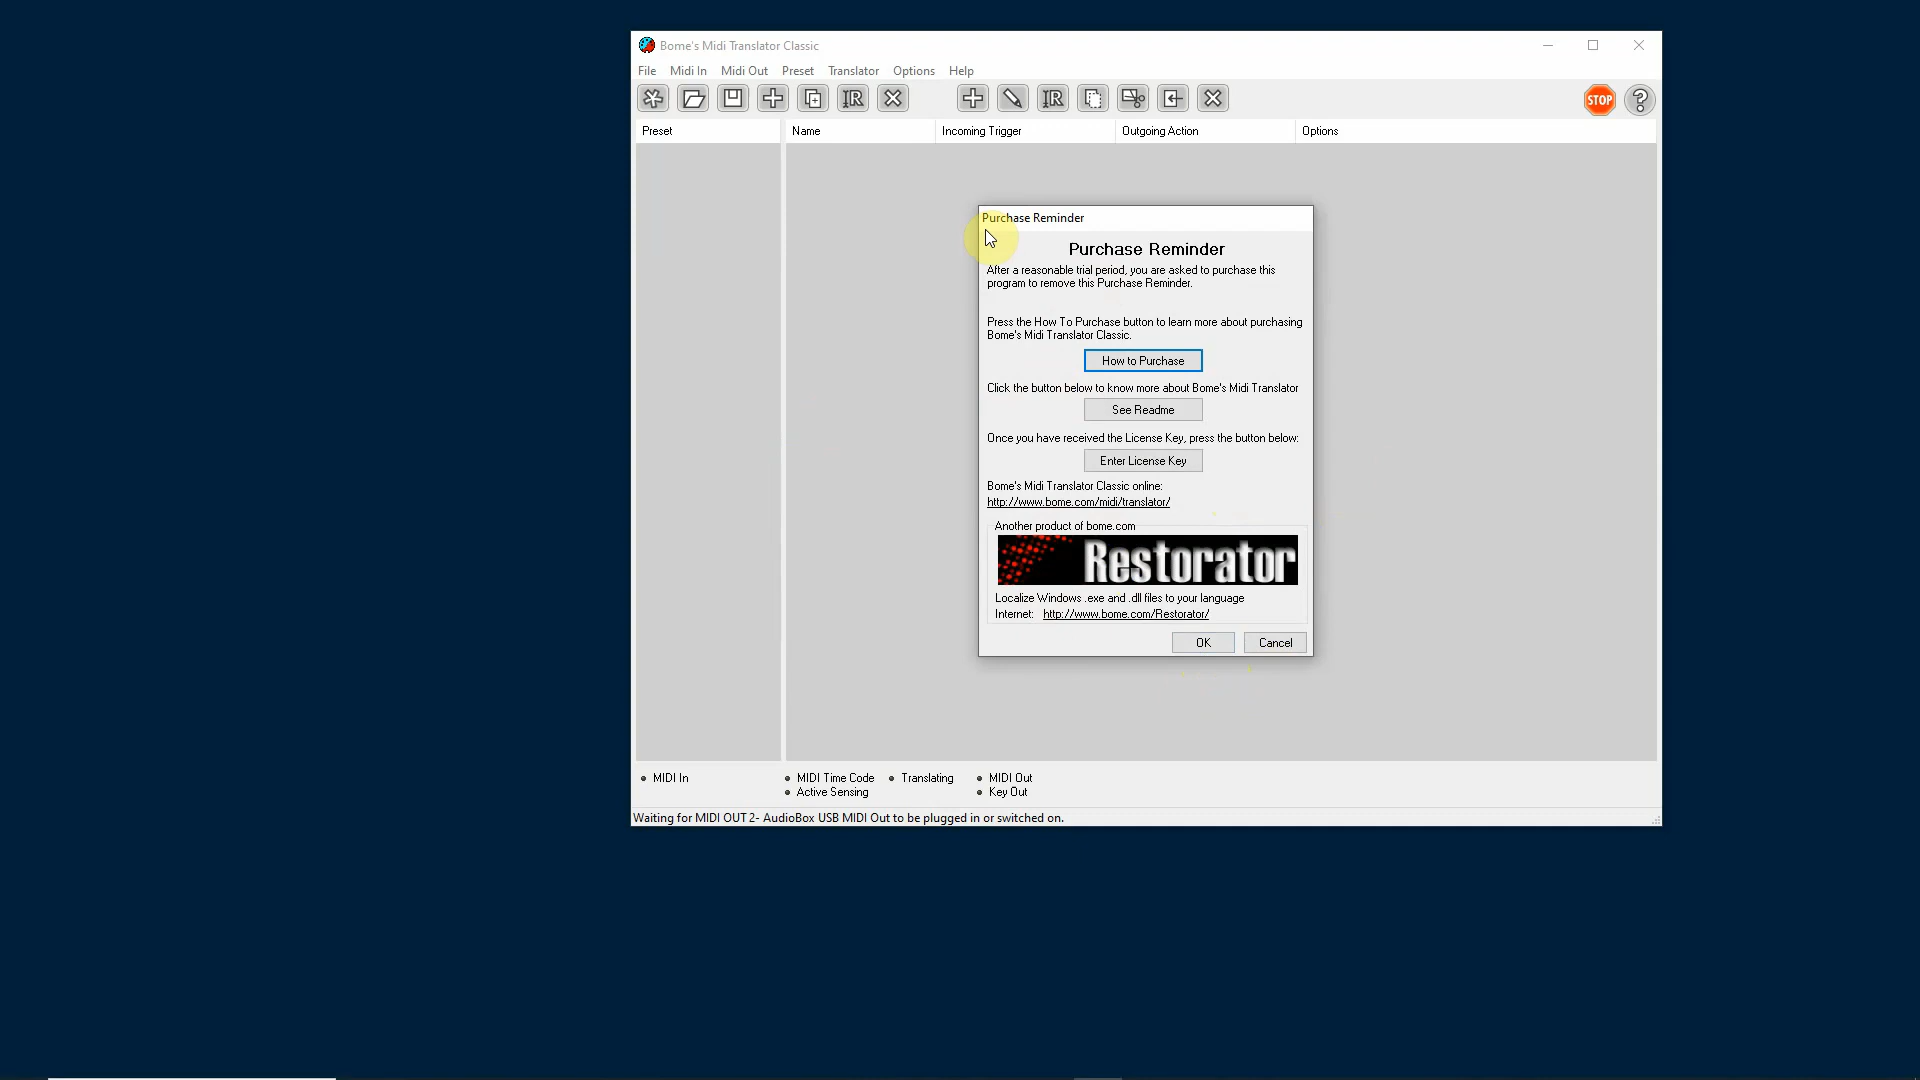 Bome's Midi Translator Classic
File Midi In Midi Out Preset Translator Options Help
STOP ?
Preset Name Incoming Trigger Outgoing Action Options
Purchase Reminder
Purchase Reminder
After a reasonable trial period, you are asked to purchase this
program to remove this Purchase Reminder.
Press the How To Purchase button to learn more about purchasing
Bome's Midi Translator Classic.
How to Purchase
Click the button below to know more about Bome's Midi Translator
See Readme
Once you have received the License Key, press the button below:
Enter License Key
Bome's Midi Translator Classic online:
http://www.bome.com/midi/translator/
Another product of bome.com
Restorator
Localize Windows .exe and .dll files to your language
Internet: http://www.bome.com/Restorator/
OK Cancel
MIDI In MIDI Time Code Translating MIDI Out
Active Sensing Key Out
Waiting for MIDI OUT 2- AudioBox USB MIDI Out to be plugged in or switched on.